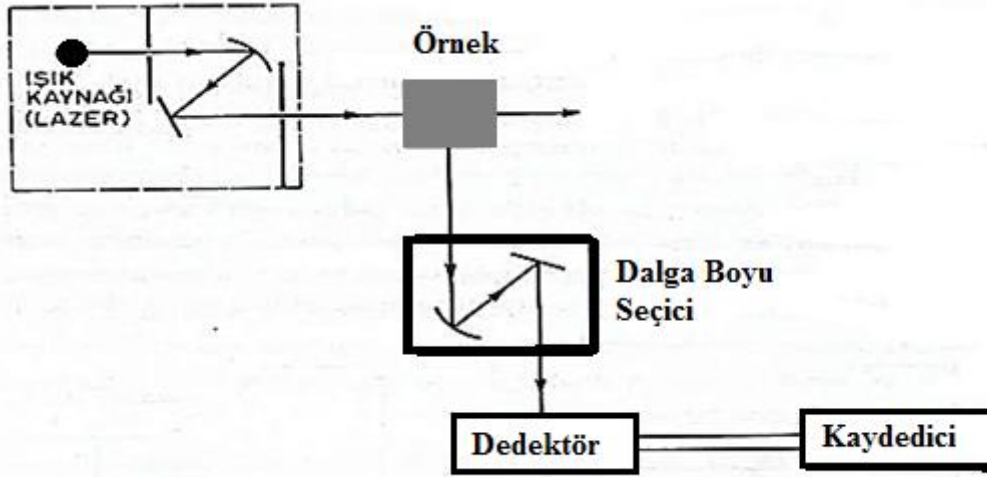 Örnek
IŞIK
KAYNAĞI
(LAZER)
Dalga Boyu
Seçici
Dedektör
Kaydedici